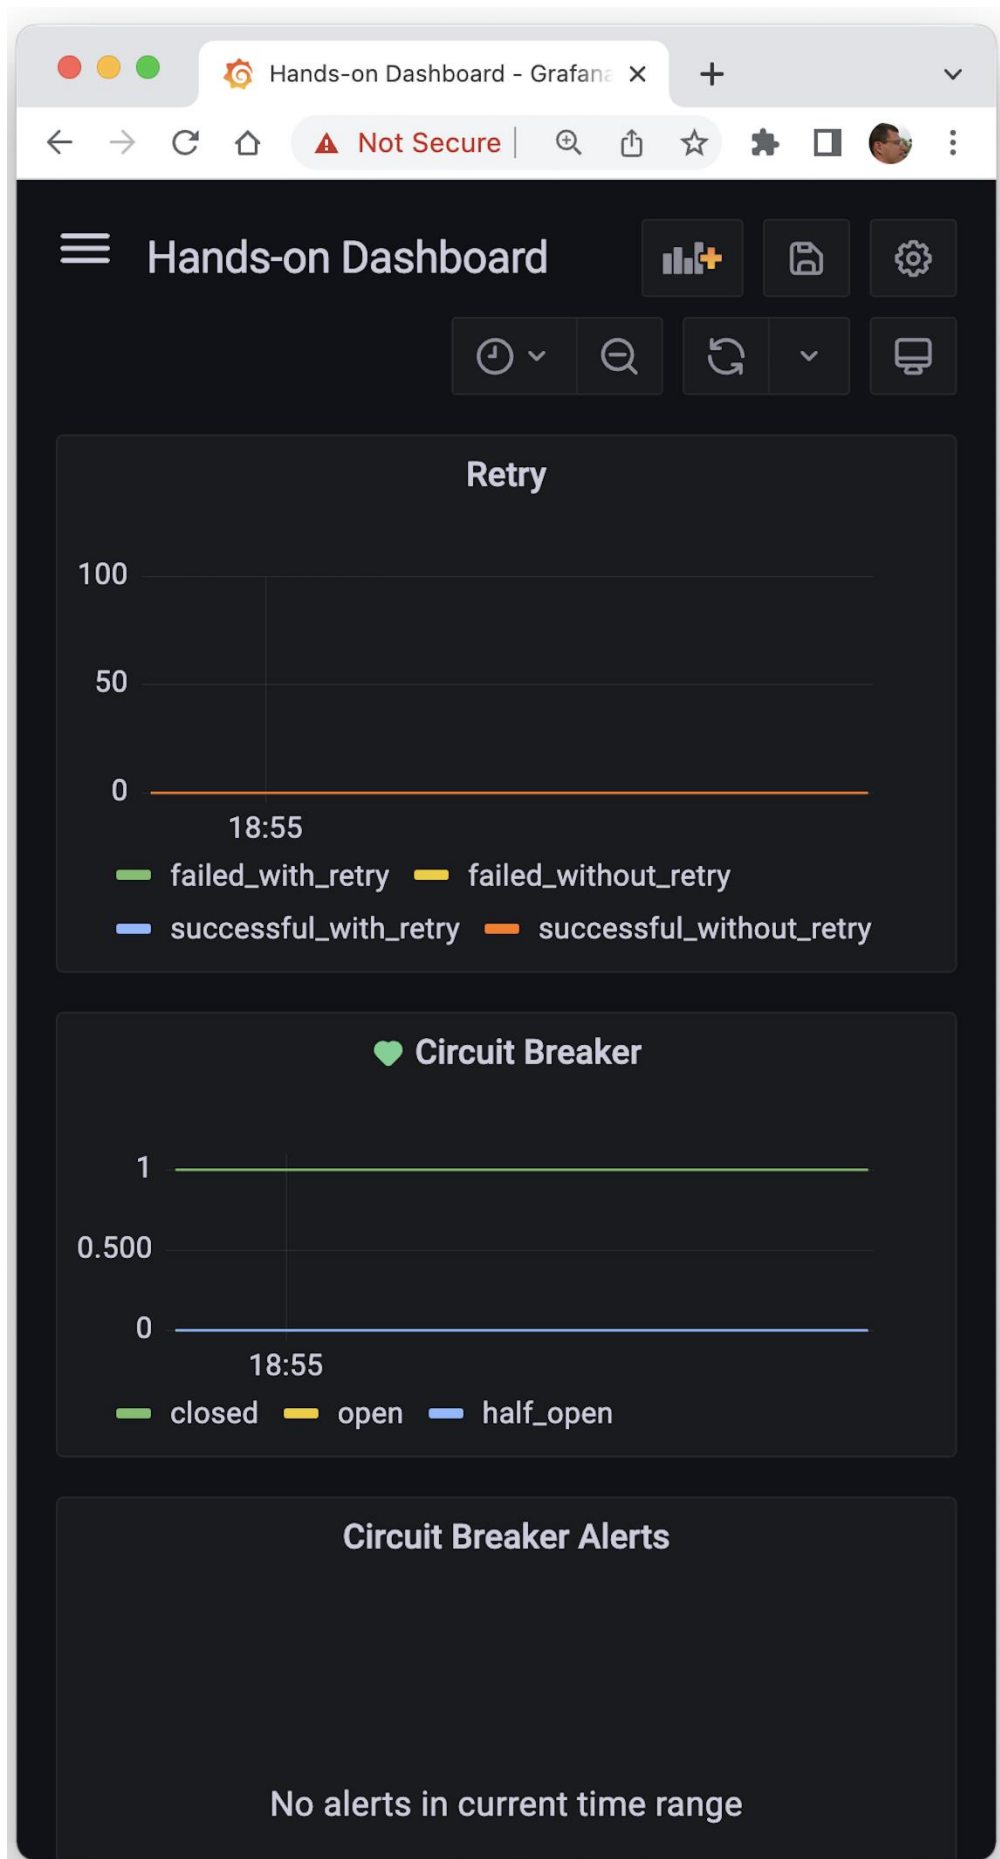 Hands-on Dashboard - Grafana
Not Secure
Hands-on Dashboard
Retry
100
50
0
18:55
failed_with_retry failed_without_retry
successful_with_retry successful_without_retry
Circuit Breaker
1
0.500
0
18:55
closed open half_open
Circuit Breaker Alerts
No alerts in current time range